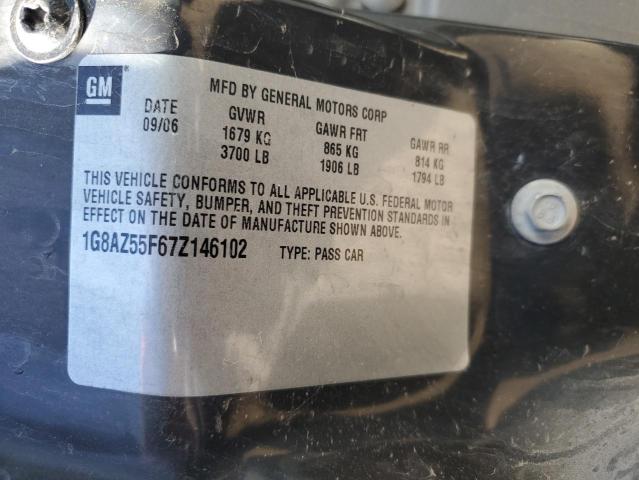 GM
MFD BY GENERAL MOTORS CORP
DATE GVWR GAWR FRT GAWR RR
09/06 1679 KG 865 KG 814 KG
3700 LB 1906 LB 1794 LB
THIS VEHICLE CONFORMS TO ALL APPLICABLE U.S. FEDERAL MOTOR
VEHICLE SAFETY, BUMPER, AND THEFT PREVENTION STANDARDS IN
EFFECT ON THE DATE OF MANUFACTURE SHOWN ABOVE.
1G8AZ55F67Z146102 TYPE: PASS CAR